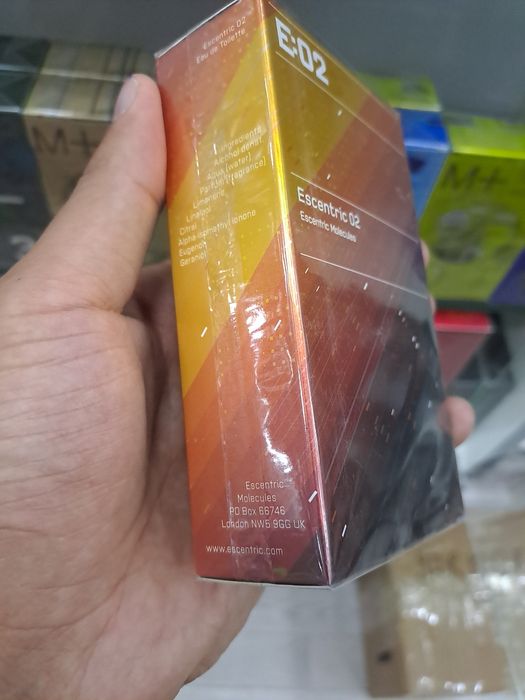 Escentric 02
Eau de Toilette
Ingredients
Alcohol denat.
Aqua (water)
Parfum (fragrance)
Limonene
Linalool
Citral
Alpha-isomethyl ionone
Eugenol
Geraniol
Escentric
Molecules
PO Box 66746
London NW5 9GG UK
www.escentric.com
E:02
Escentric 02
Escentric Molecules
M+
M+